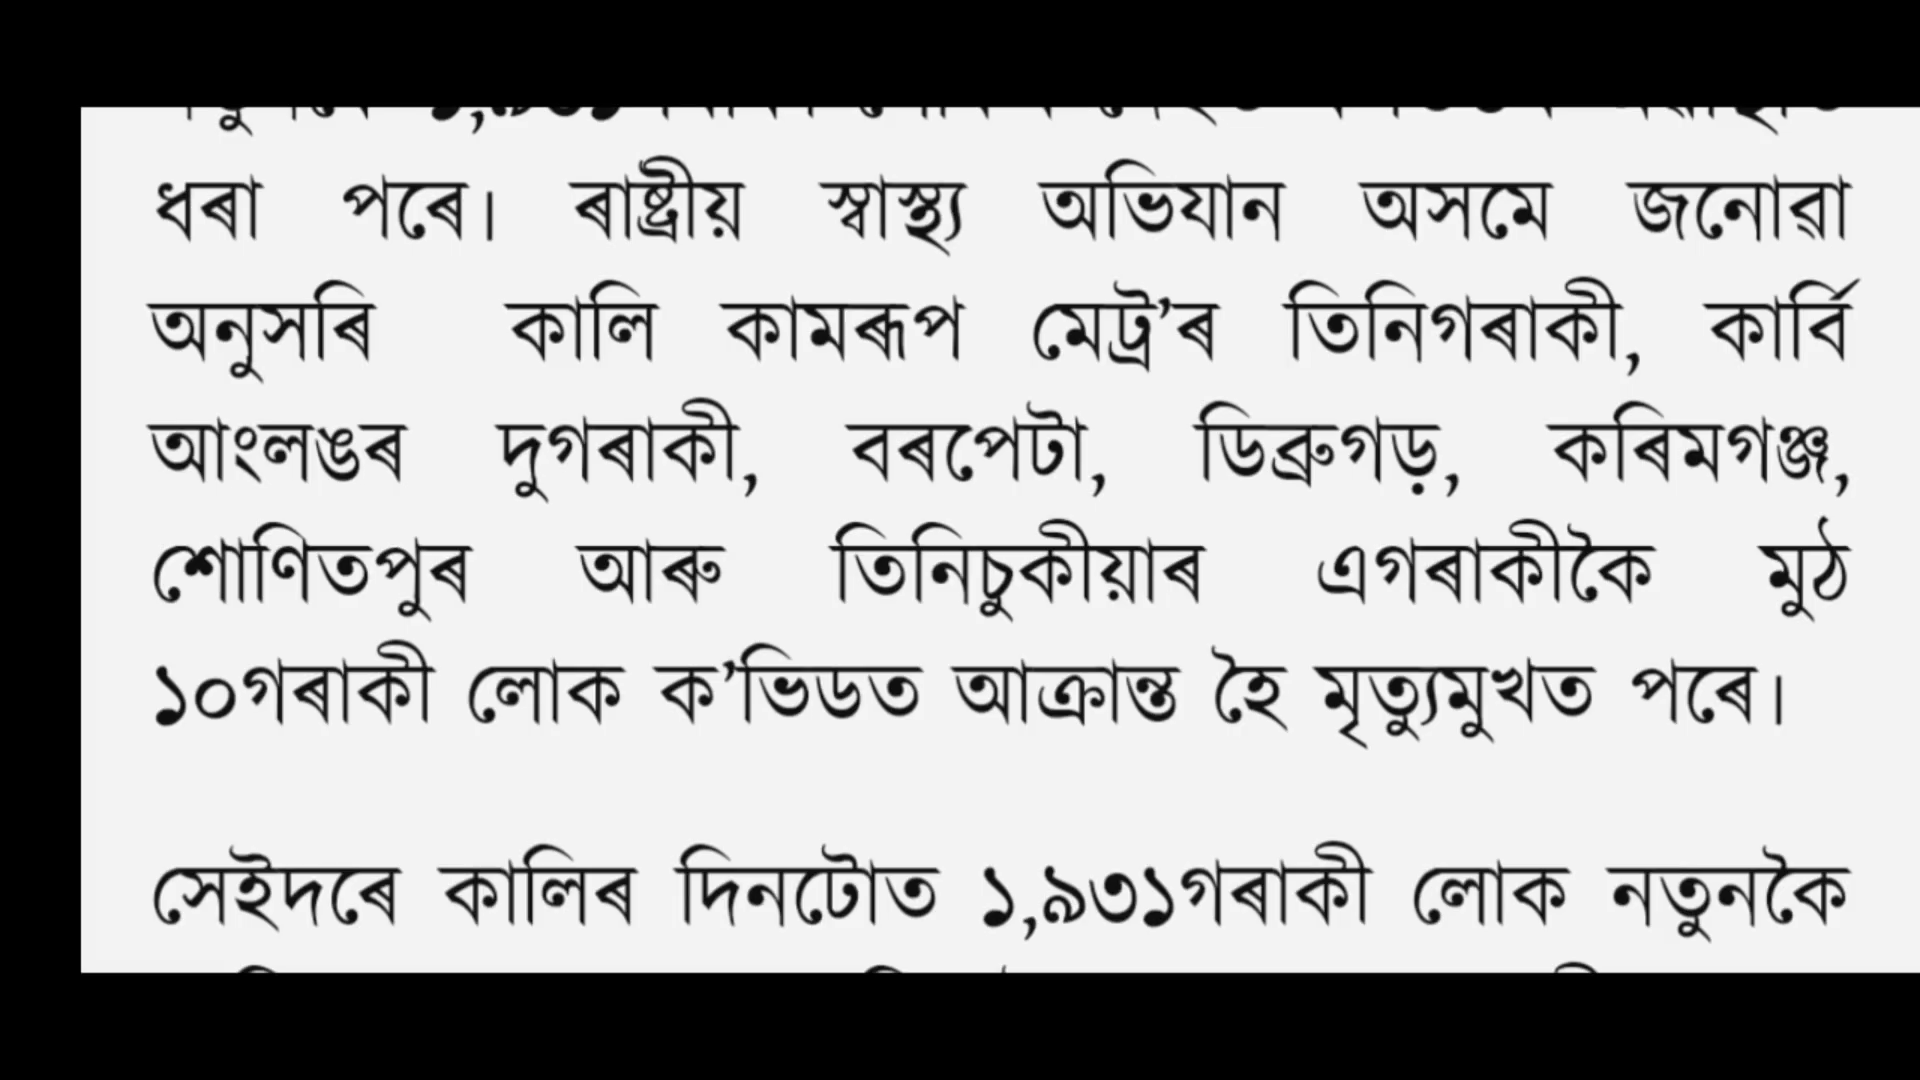 ধৰা পৰে। ৰাষ্ট্ৰীয় স্বাস্থ্য অভিযান অসমে জনোৱা
অনুসৰি কালি কামৰূপ মেট্ৰ’ৰ তিনিগৰাকী, কাৰ্বি
আংলঙৰ দুগৰাকী, বৰপেটা, ডিব্ৰুগড়, কৰিমগঞ্জ,
শোণিতপুৰ আৰু তিনিচুকীয়াৰ এগৰাকীকৈ মুঠ
১০গৰাকী লোক ক’ভিডত আক্ৰান্ত হৈ মৃত্যুমুখত পৰে।
সেইদৰে কালিৰ দিনটোত ১,৯৩১গৰাকী লোক নতুনকৈ